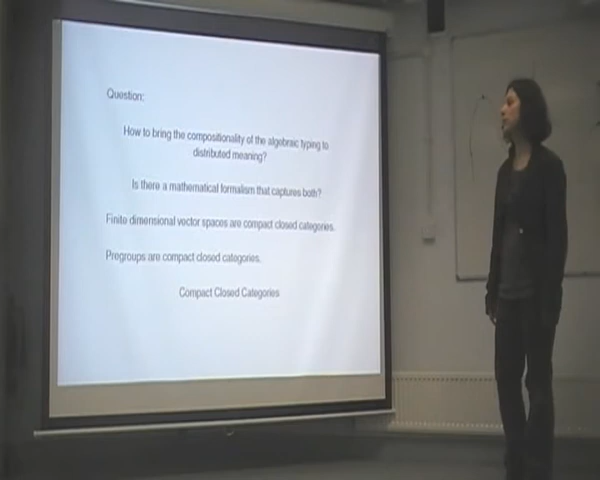 Question:
How to bring the compositionality of the algebraic typing to
distributed meaning?
Is there a mathematical formalism that captures both?
Finite dimensional vector spaces are compact closed categories.
Pregroups are compact closed categories.
Compact Closed Categories